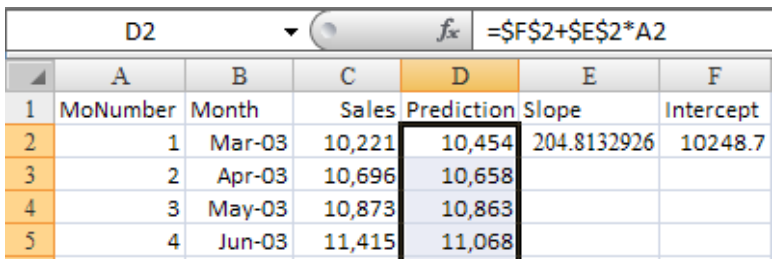 D2 fx =$F$2+$E$2*A2
A B C D E F
1 MoNumber Month Sales Prediction Slope Intercept
2 1 Mar-03 10,221 10,454 204.8132926 10248.7
3 2 Apr-03 10,696 10,658
4 3 May-03 10,873 10,863
5 4 Jun-03 11,415 11,068